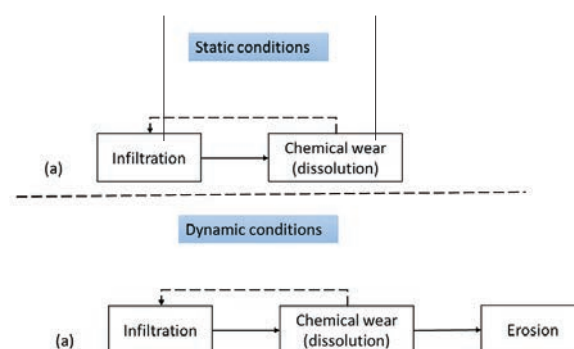 Static conditions
Infiltration
Chemical wear
(dissolution)
(a)
Dynamic conditions
Infiltration
Chemical wear
(dissolution)
Erosion
(a)